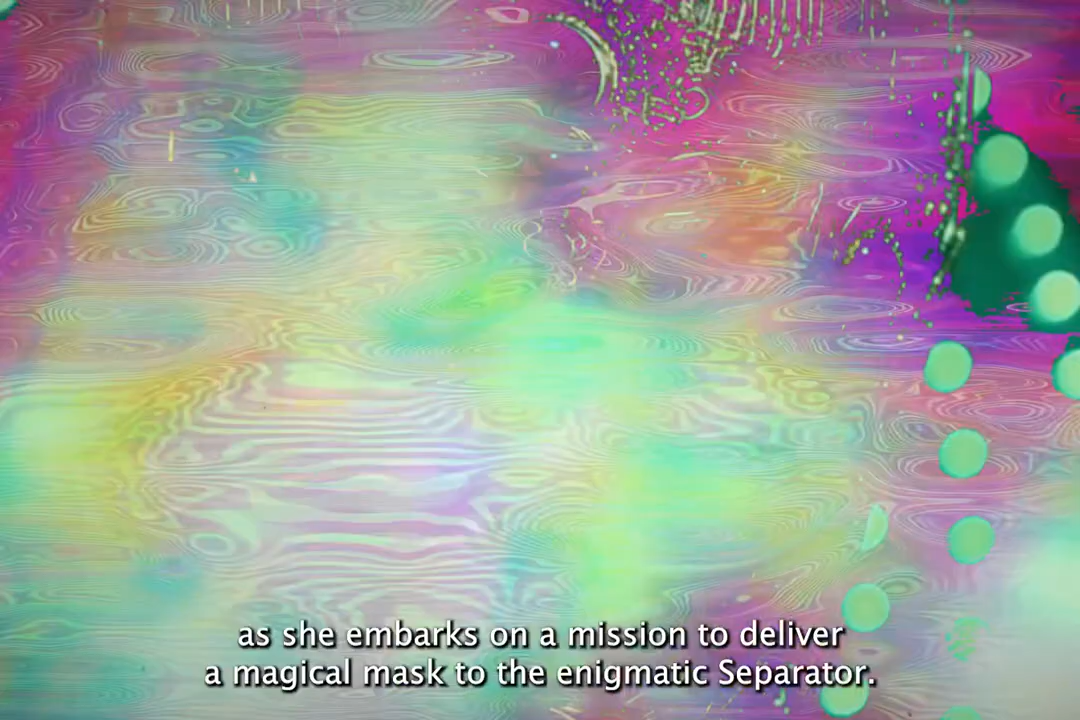 as she embarks on a mission to deliver
a magical mask to the enigmatic Separator.